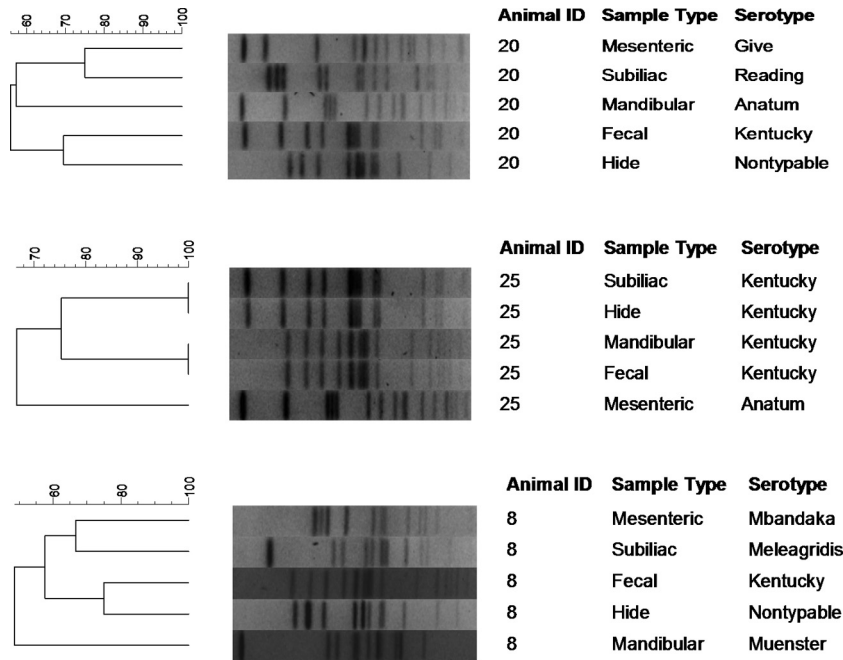 60 70 80 90 100
Animal ID Sample Type Serotype
20 Mesenteric Give
20 Subiliac Reading
20 Mandibular Anatum
20 Fecal Kentucky
20 Hide Nontypable
70 80 90 100
Animal ID Sample Type Serotype
25 Subiliac Kentucky
25 Hide Kentucky
25 Mandibular Kentucky
25 Fecal Kentucky
25 Mesenteric Anatum
60 80 100
Animal ID Sample Type Serotype
8 Mesenteric Mbandaka
8 Subiliac Meleagridis
8 Fecal Kentucky
8 Hide Nontypable
8 Mandibular Muenster